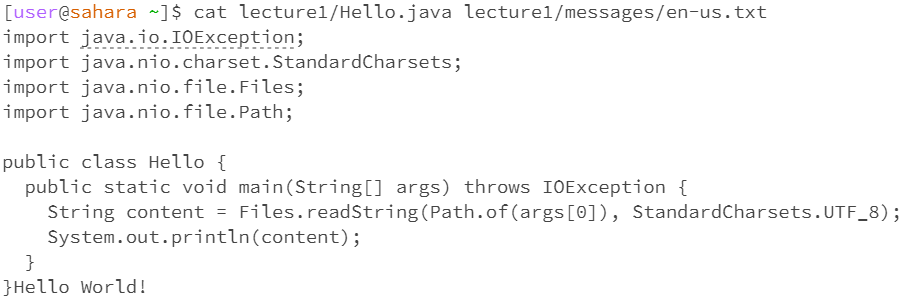 [user@sahara ~]$ cat lecture1/Hello.java lecture1/messages/en-us.txt
import java.io.IOException;
import java.nio.charset.StandardCharsets;
import java.nio.file.Files;
import java.nio.file.Path;

public class Hello {
  public static void main(String[] args) throws IOException {
    String content = Files.readString(Path.of(args[0]), StandardCharsets.UTF_8);
    System.out.println(content);
  }
}Hello World!